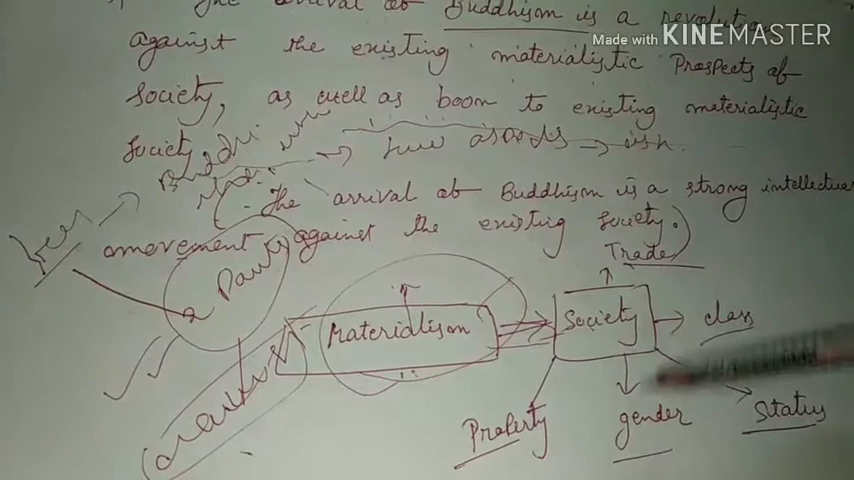 The arrival of Buddhism is a revolution
Made with KINEMASTER
against the existing materialistic Prospects of
Society, as well as boom to existing materialistic
Society.
The arrival of Buddhism is a strong intellectual
amovement against the existing Society.
Trade
Materialism
Society
class
Property
gender
Status